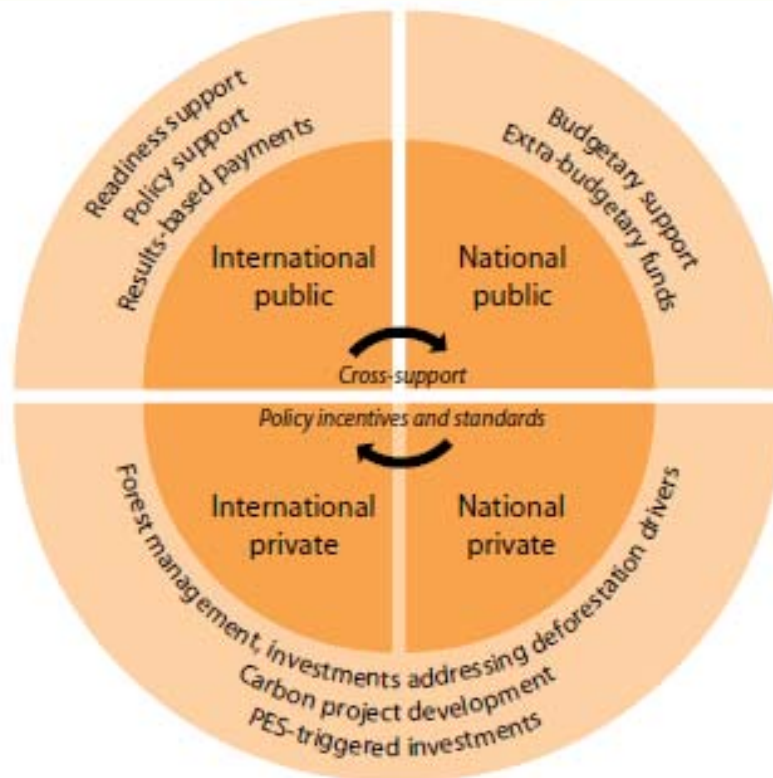 Readiness support
Policy support
Results-based payments
Budgetary support
Extra-budgetary funds
International
public
National
public
Cross-support
Policy incentives and standards
International
private
National
private
Forest management, investments addressing deforestation drivers
Carbon project development
PES-triggered investments